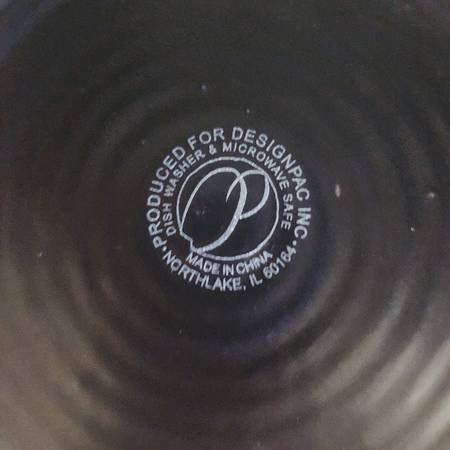 PRODUCED FOR DESIGNPAC INC
DISH WASHER & MICROWAVE SAFE
MADE IN CHINA
• NORTHLAKE, IL 60164 •